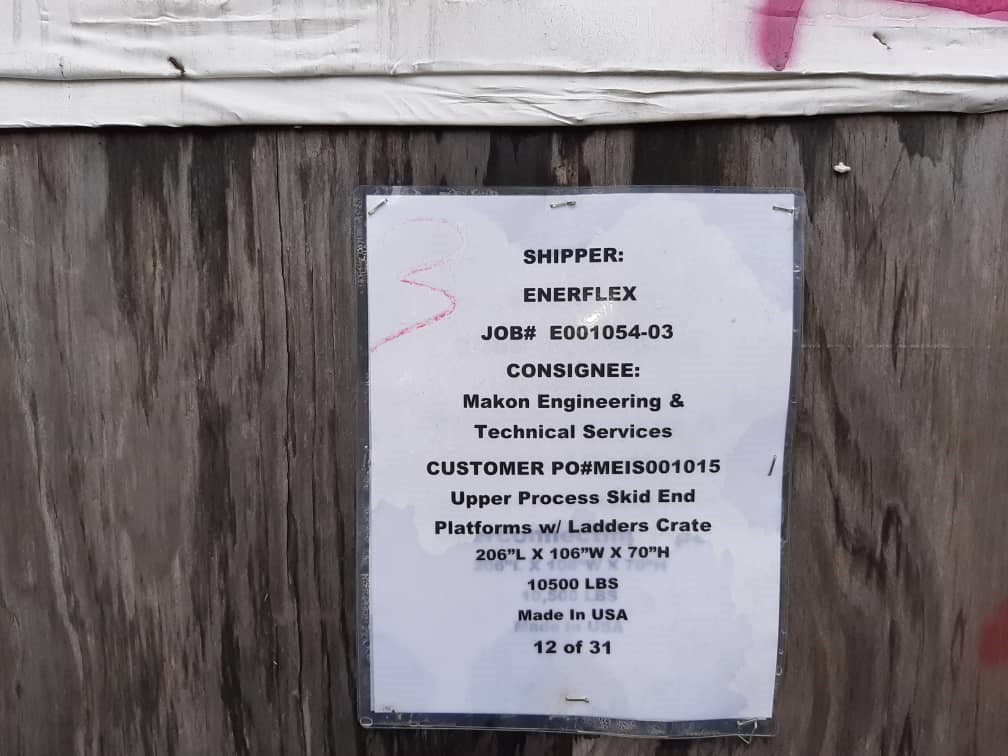 SHIPPER:
ENERFLEX
JOB# E001054-03
CONSIGNEE:
Makon Engineering &
Technical Services
CUSTOMER PO#MEIS001015
Upper Process Skid End
Platforms w/ Ladders Crate
206”L X 106”W X 70”H
10500 LBS
Made In USA
12 of 31